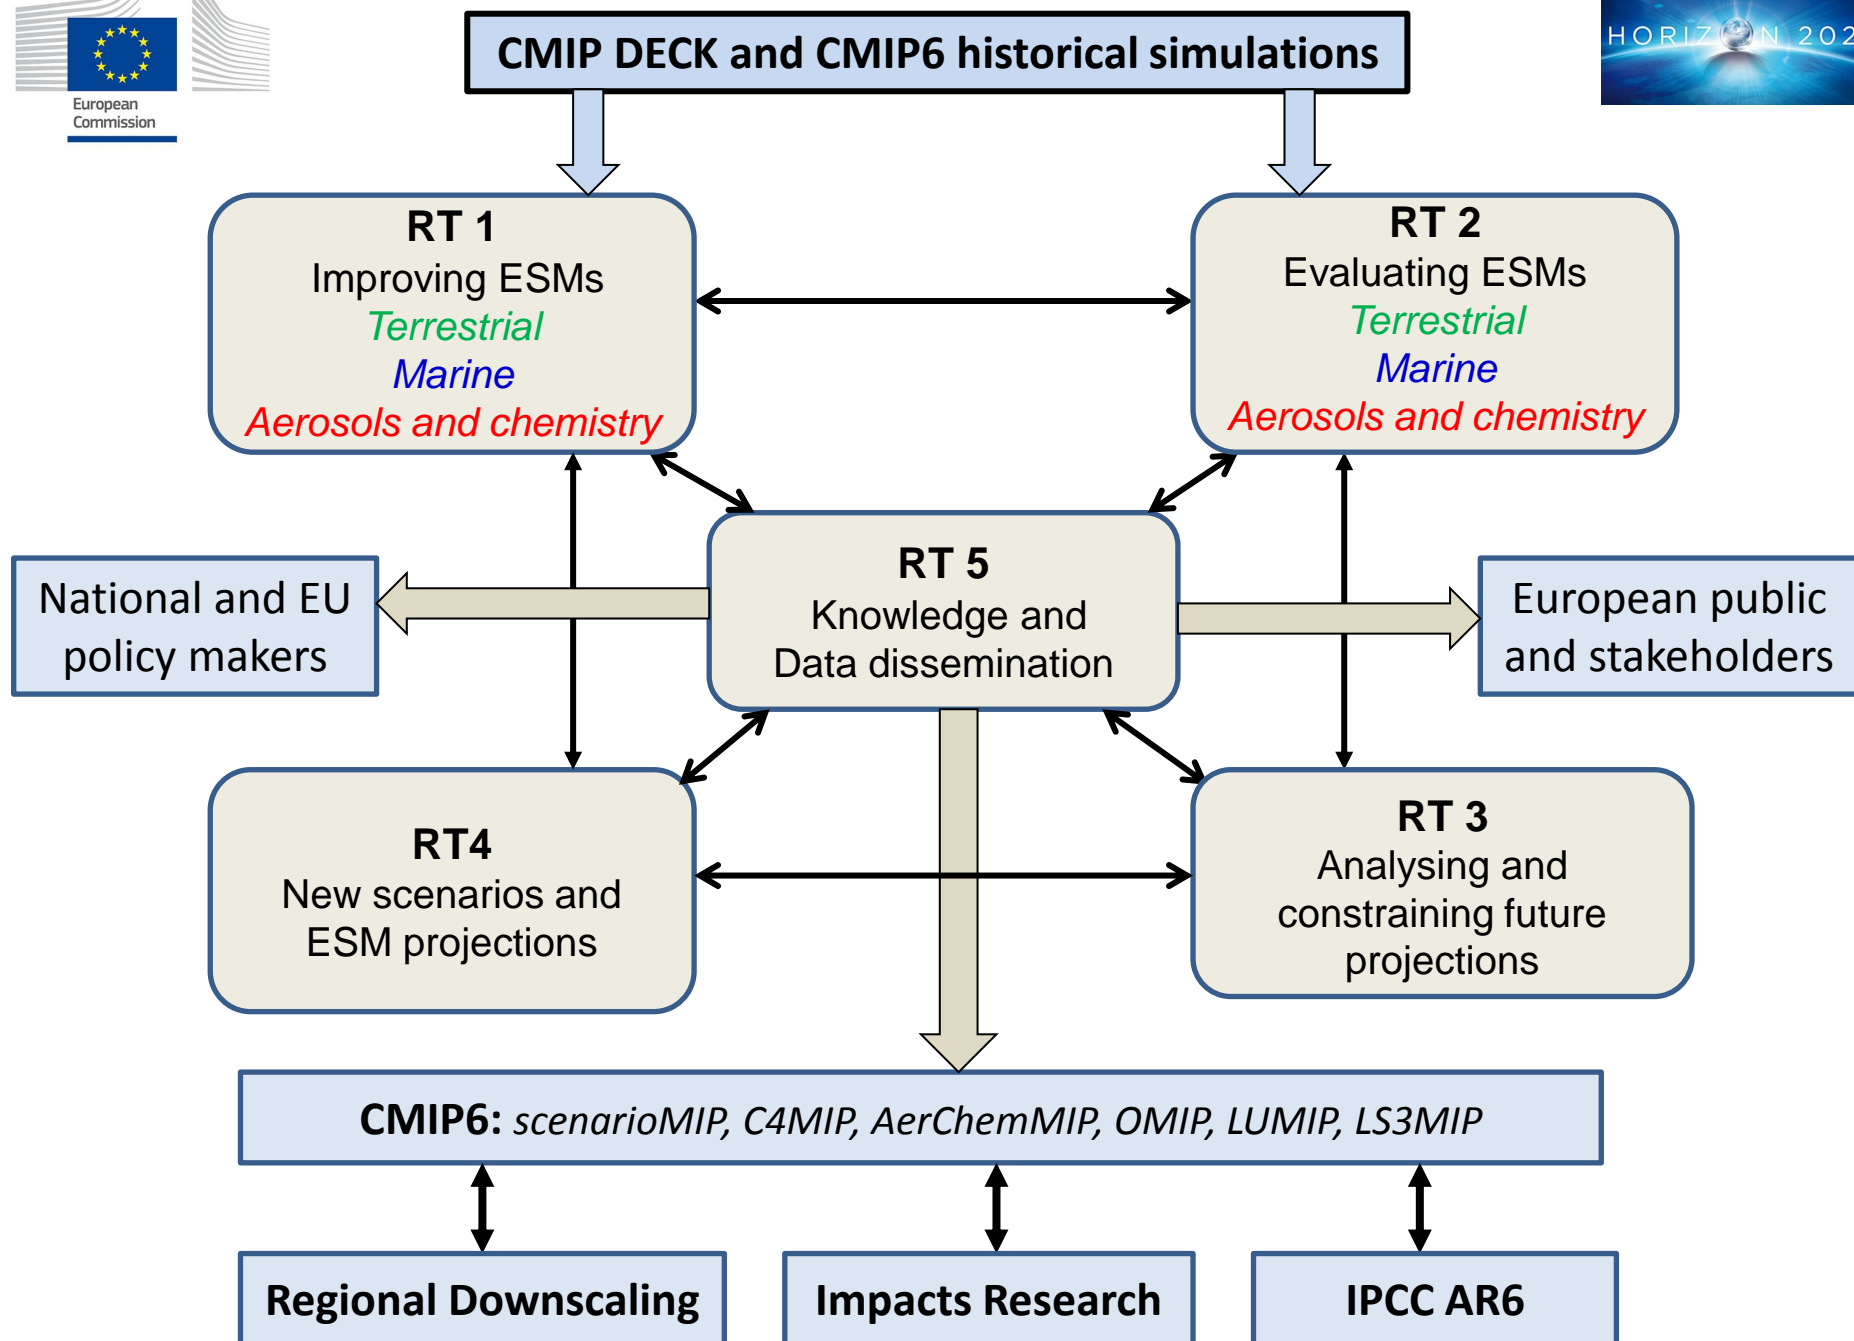 European
Commission
CMIP DECK and CMIP6 historical simulations
HORIZON 202
RT 1
Improving ESMs
Terrestrial
Marine
Aerosols and chemistry
RT 2
Evaluating ESMs
Terrestrial
Marine
Aerosols and chemistry
National and EU
policy makers
RT 5
Knowledge and
Data dissemination
European public
and stakeholders
RT4
New scenarios and
ESM projections
RT 3
Analysing and
constraining future
projections
CMIP6: scenarioMIP, C4MIP, AerChemMIP, OMIP, LUMIP, LS3MIP
Regional Downscaling
Impacts Research
IPCC AR6